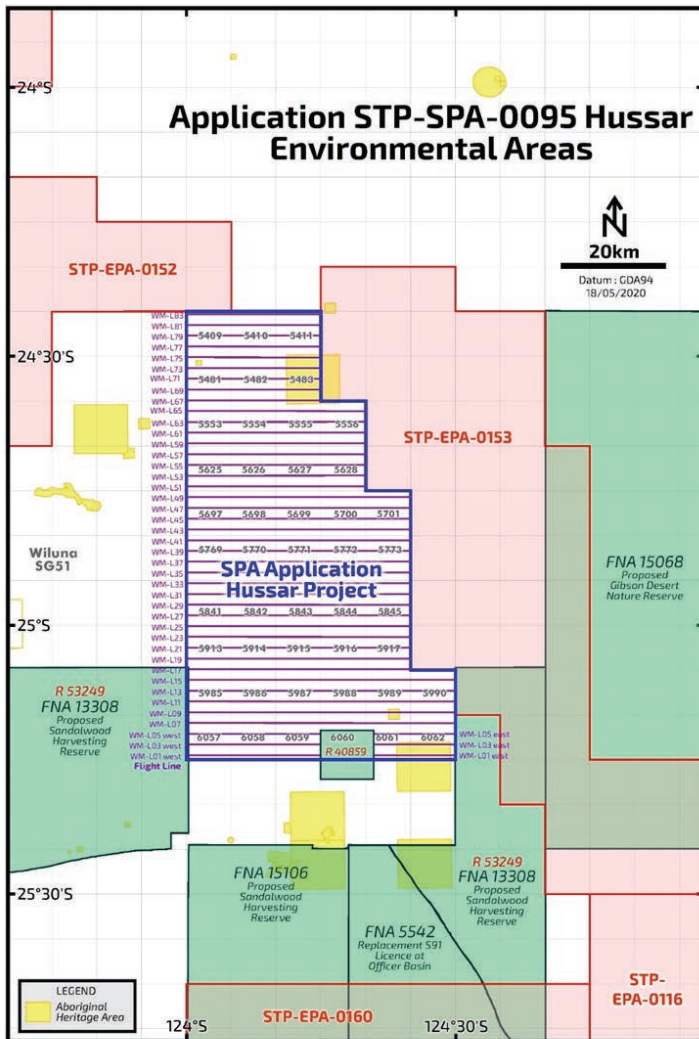 24°S
Application STP-SPA-0095 Hussar
Environmental Areas
N
20km
Datum : GDA94
18/05/2020
STP-EPA-0152
WM-L83
WM-L81
WM-L79
5409 5410 5411
WM-L77
24°30'S
WM-L75
WM-L73
WM-L71
5481 5482 5483
WM-L69
WM-L67
WM-L65
WM-L63
5553 5554 5555 5556
WM-L61
STP-EPA-0153
WM-L59
WM-L57
WM-L55
5625 5626 5627 5628
WM-L53
WM-L51
WM-L49
WM-L47
5697 5698 5699 5700 5701
WM-L45
WM-L43
WM-L41
WM-L39
5769 5770 5771 5772 5773
Wiluna
SG51
WM-L37
WM-L35
SPA Application
Hussar Project
FNA 15068
Proposed
Gibson Desert
Nature Reserve
WM-L33
WM-L31
WM-L29
WM-L27
5841 5842 5843 5844 5845
25°S
WM-L25
WM-L23
WM-L21
5913 5914 5915 5916 5917
WM-L19
WM-L17
WM-L15
WM-L13
5985 5986 5987 5988 5989 5990
WM-L11
WM-L09
WM-L07
R 53249
FNA 13308
Proposed
Sandalwood
Harvesting
Reserve
WM-L05 west
WM-L03 west
WM-L01 west
Flight Line
6057 6058 6059 6060 6061 6062
R 40859
WM-L05 east
WM-L03 east
WM-L01 east
25°30'S
FNA 15106
Proposed
Sandalwood
Harvesting
Reserve
R 53249
FNA 13308
Proposed
Sandalwood
Harvesting
Reserve
FNA 5542
Replacement S91
Licence at
Officer Basin
STP-
EPA-0116
LEGEND
Aboriginal
Heritage Area
STP-EPA-0160
124°S
124°30'S